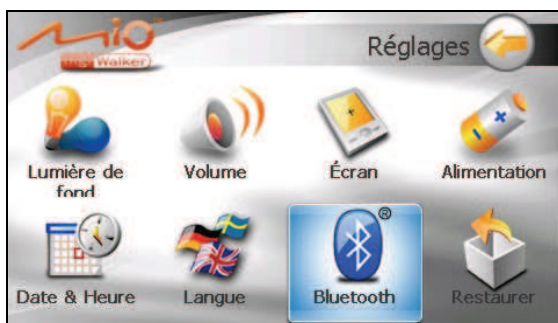 Mio
Walker
Réglages
Lumière de
fond
Volume
Écran
Alimentation
®
Date & Heure
Langue
Bluetooth
Restaurer